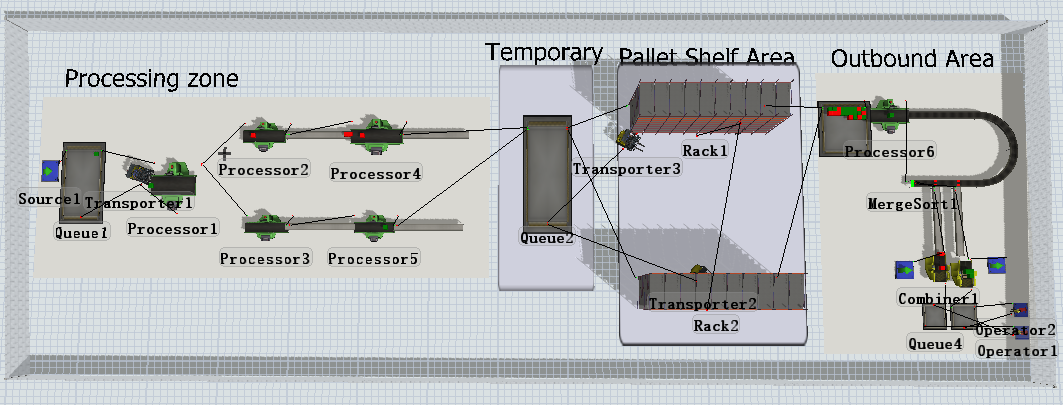 Processing zone
Temporary
Pallet Shelf Area
Outbound Area
Source1
Queue1
Transporter1
Processor1
Processor2
Processor4
Processor3
Processor5
Queue2
Transporter3
Rack1
Transporter2
Rack2
Processor6
MergeSort1
Combiner1
Queue4
Operator2
Operator1